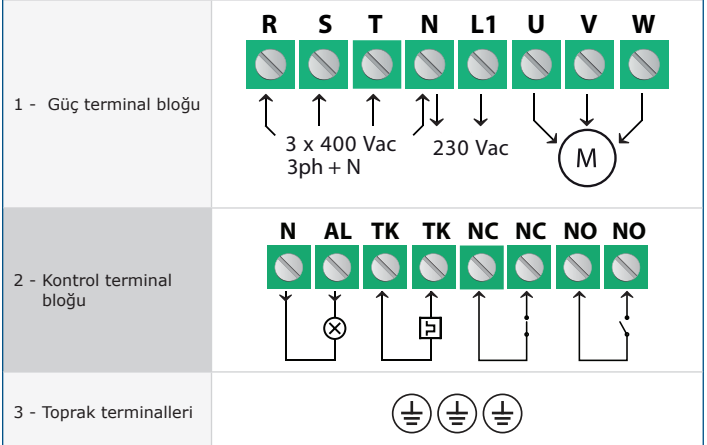 R S T N L1 U V W
1 - Güç terminal bloğu
3 x 400 Vac
3ph + N
230 Vac
M
N AL TK TK NC NC NO NO
2 - Kontrol terminal
bloğu
3 - Toprak terminalleri